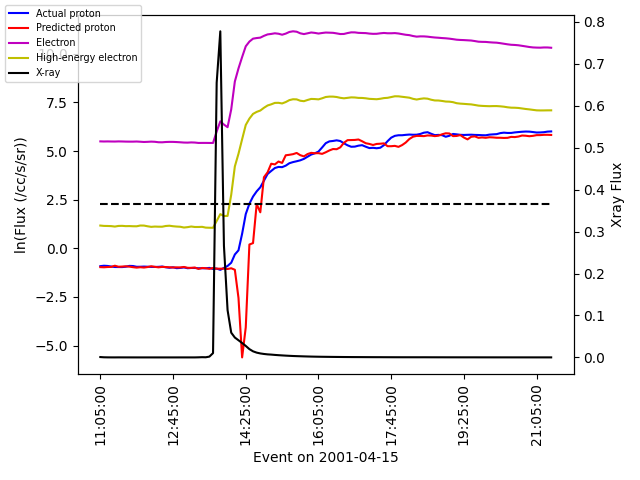 Actual proton
Predicted proton
Electron
High-energy electron
X-ray
10.0
7.5
5.0
2.5
0.0
−2.5
−5.0
ln(Flux (/cc/s/sr))
0.8
0.7
0.6
0.5
0.4
0.3
0.2
0.1
0.0
Xray Flux
11:05:00
12:45:00
14:25:00
16:05:00
17:45:00
19:25:00
21:05:00
Event on 2001-04-15